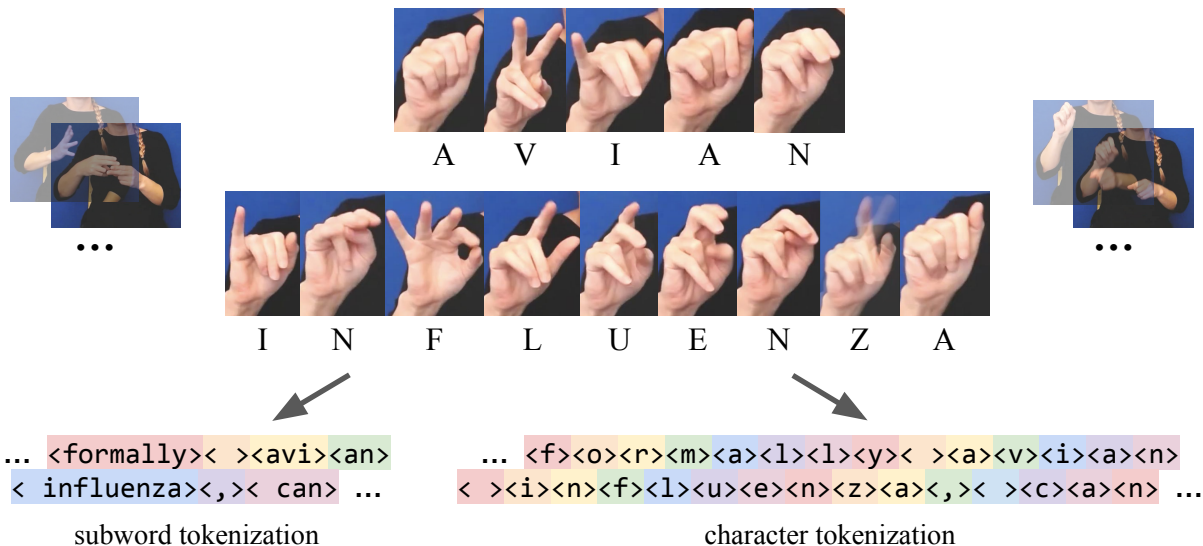 A V I A N
I N F L U E N Z A
... <formally>< ><avi><an>
< influenza><,>< can> ...
subword tokenization
... <f><o><r><m><a><l><l><y>< ><a><v><i><a><n>
< ><i><n><f><l><u><e><n><z><a><,>< ><c><a><n> ...
character tokenization